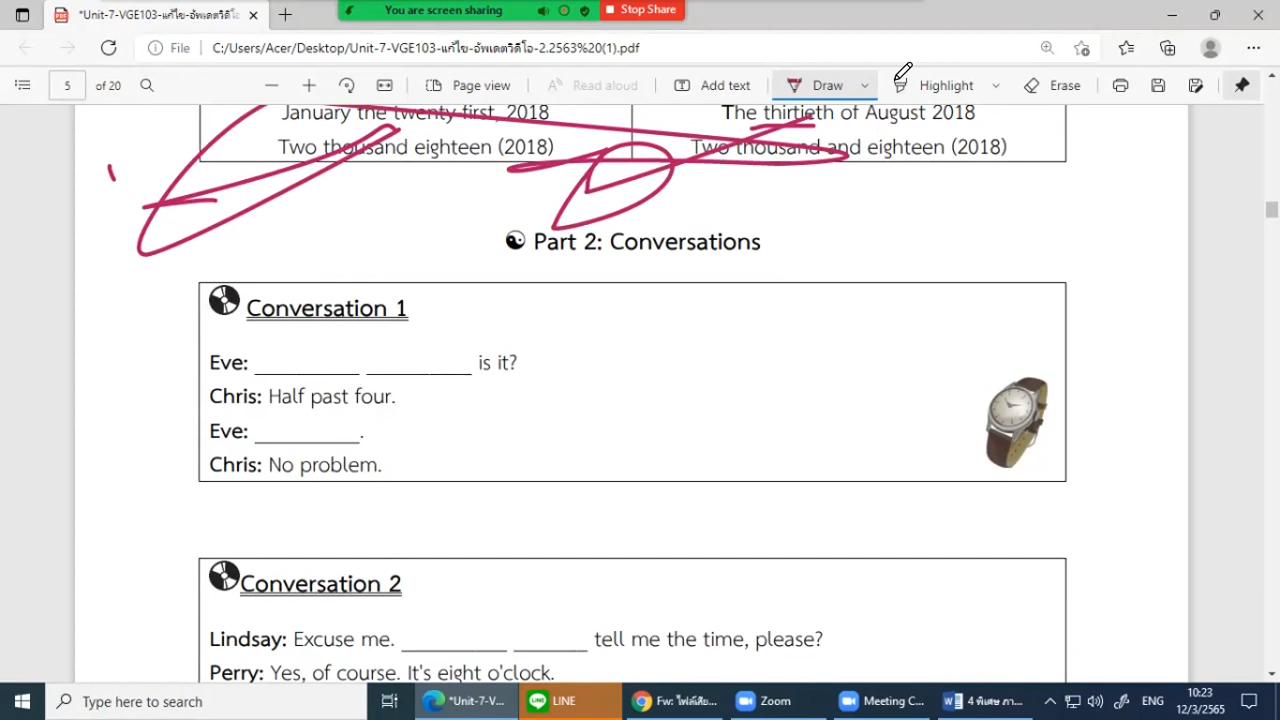 You are screen sharing
Stop Share
*Unit-7-VGE103-แก้ไข-อัพเดตวิดีโ
File
C:/Users/Acer/Desktop/Unit-7-VGE103-แก้ไข-อัพเดตวิดีโอ-2.2563%20(1).pdf
5 of 20
Page view
Read aloud
Add text
Draw
Highlight
Erase
January the twenty first, 2018
The thirtieth of August 2018
Two thousand eighteen (2018)
Two thousand and eighteen (2018)
Part 2: Conversations
Conversation 1
Eve: __________ __________ is it?
Chris: Half past four.
Eve: __________.
Chris: No problem.
Conversation 2
Lindsay: Excuse me. __________ _______ tell me the time, please?
Perry: Yes, of course. It's eight o'clock.
Type here to search
*Unit-7-V...
LINE
Zoom
Meeting C...
ENG
10:23
12/3/2565